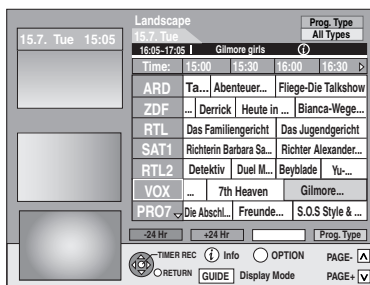 Landscape Prog. Type
15.7. Tue 15:05 15.7. Tue All Types
16:05~17:05 Gilmore girls i
Time: 15:00 15:30 16:00 16:30
ARD Ta... Abenteuer... Fliege-Die Talkshow
ZDF ... Derrick Heute in ... Bianca-Wege...
RTL Das Familiengericht Das Jugendgericht
SAT1 Richterin Barbara Sa... Richter Alexander...
RTL2 Detektiv Duel M... Beyblade Yu-...
VOX ... 7th Heaven Gilmore...
PRO7 Die Abschl... Freunde... S.O.S Style & ...
-24 Hr +24 Hr Prog. Type
TIMER REC i Info OPTION PAGE-
RETURN GUIDE Display Mode PAGE+